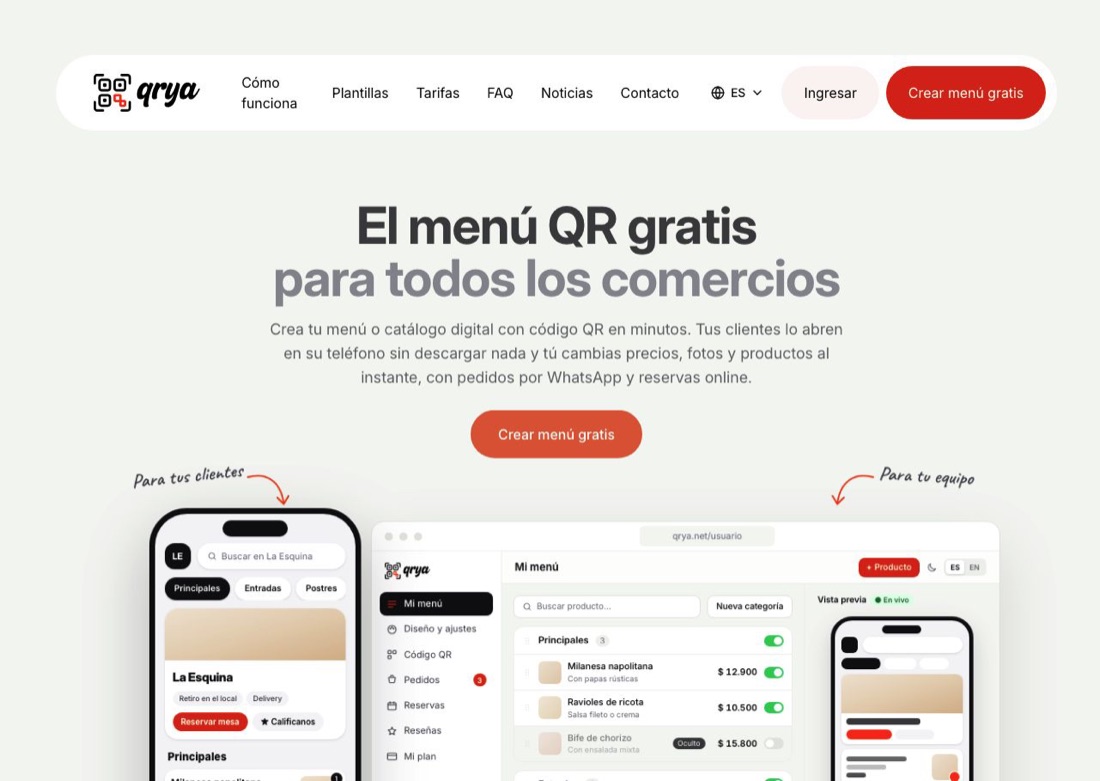 qrya
Cómo
funciona
Plantillas
Tarifas
FAQ
Noticias
Contacto
ES
Ingresar
Crear menú gratis
El menú QR gratis
para todos los comercios
Crea tu menú o catálogo digital con código QR en minutos. Tus clientes lo abren
en su teléfono sin descargar nada y tú cambias precios, fotos y productos al
instante, con pedidos por WhatsApp y reservas online.
Crear menú gratis
Para tus clientes
Para tu equipo
LE
Buscar en La Esquina
Principales
Entradas
Postres
La Esquina
Retiro en el local
Delivery
Reservar mesa
★ Calificanos
Principales
Milanesa napolitana
1
qrya.net/usuario
qrya
Mi menú
Diseño y ajustes
Código QR
Pedidos
3
Reservas
Reseñas
Mi plan
Mi menú
+ Producto
ES
EN
Buscar producto...
Nueva categoría
Principales
3
Milanesa napolitana
Con papas rústicas
$ 12.900
Ravioles de ricota
Salsa fileto o crema
$ 10.500
Bife de chorizo
Con ensalada mixta
Oculto
$ 15.800
Vista previa
En vivo